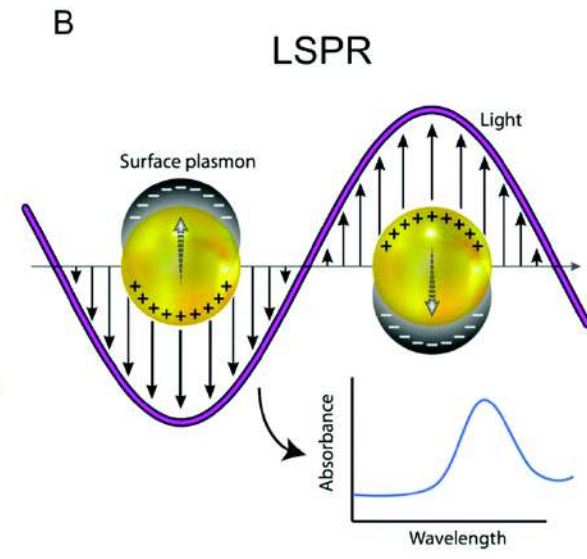 B
LSPR
Light
Surface plasmon
Absorbance
Wavelength